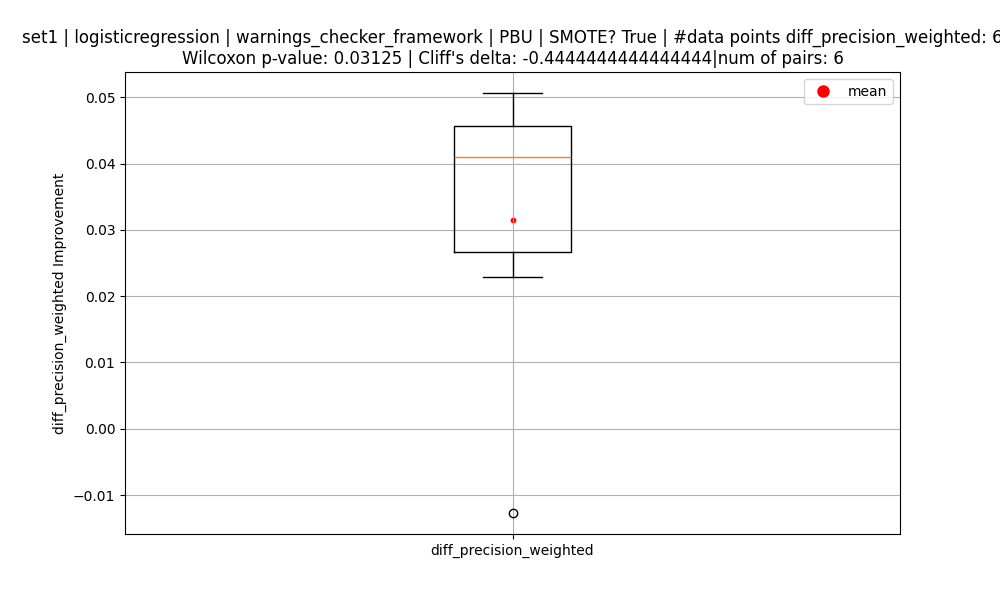 set1 | logisticregression | warnings_checker_framework | PBU | SMOTE? True | #data points diff_precision_weighted: 6
Wilcoxon p-value: 0.03125 | Cliff's delta: -0.4444444444444444|num of pairs: 6
mean
0.05
0.04
0.03
0.02
0.01
0.00
−0.01
diff_precision_weighted Improvement
diff_precision_weighted